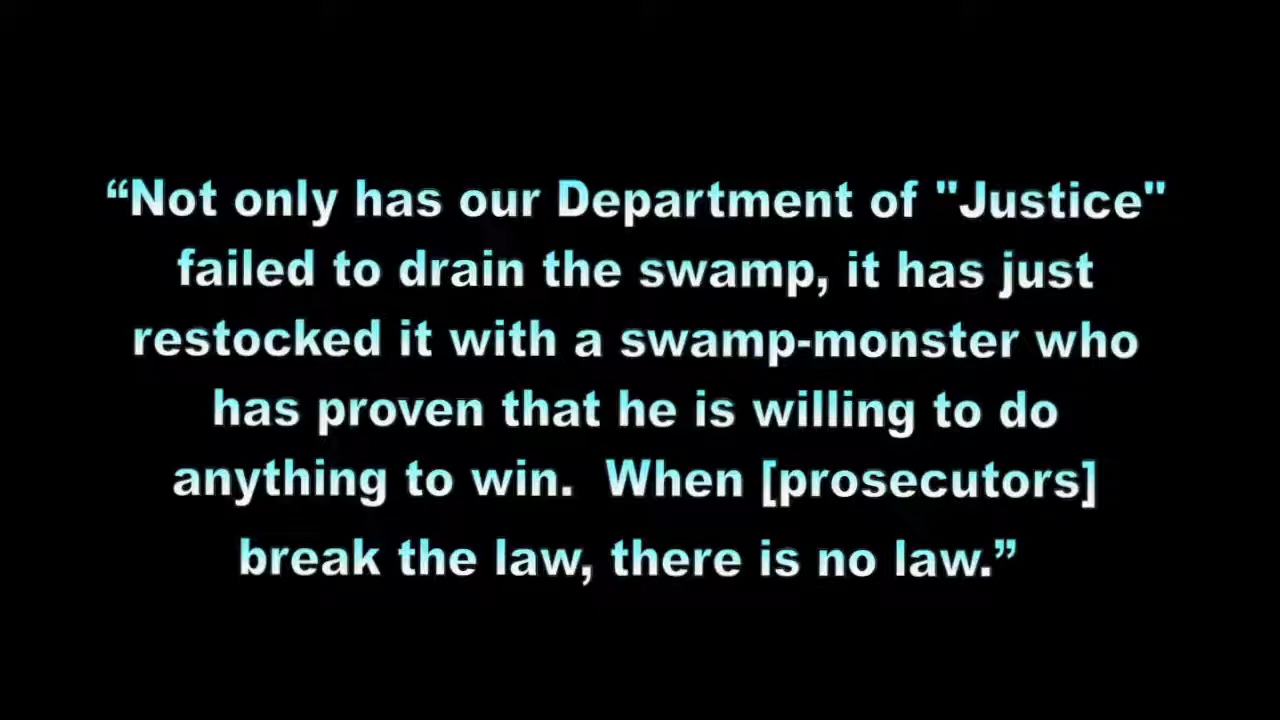 “Not only has our Department of "Justice"
failed to drain the swamp, it has just
restocked it with a swamp-monster who
has proven that he is willing to do
anything to win.  When [prosecutors]
break the law, there is no law.”